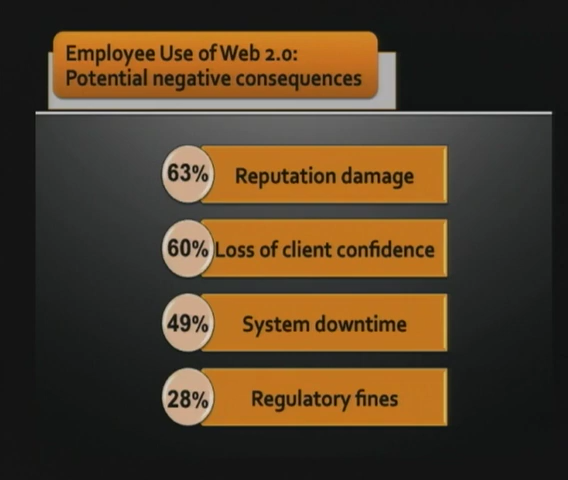 Employee Use of Web 2.0:
Potential negative consequences
63% Reputation damage
60% Loss of client confidence
49% System downtime
28% Regulatory fines